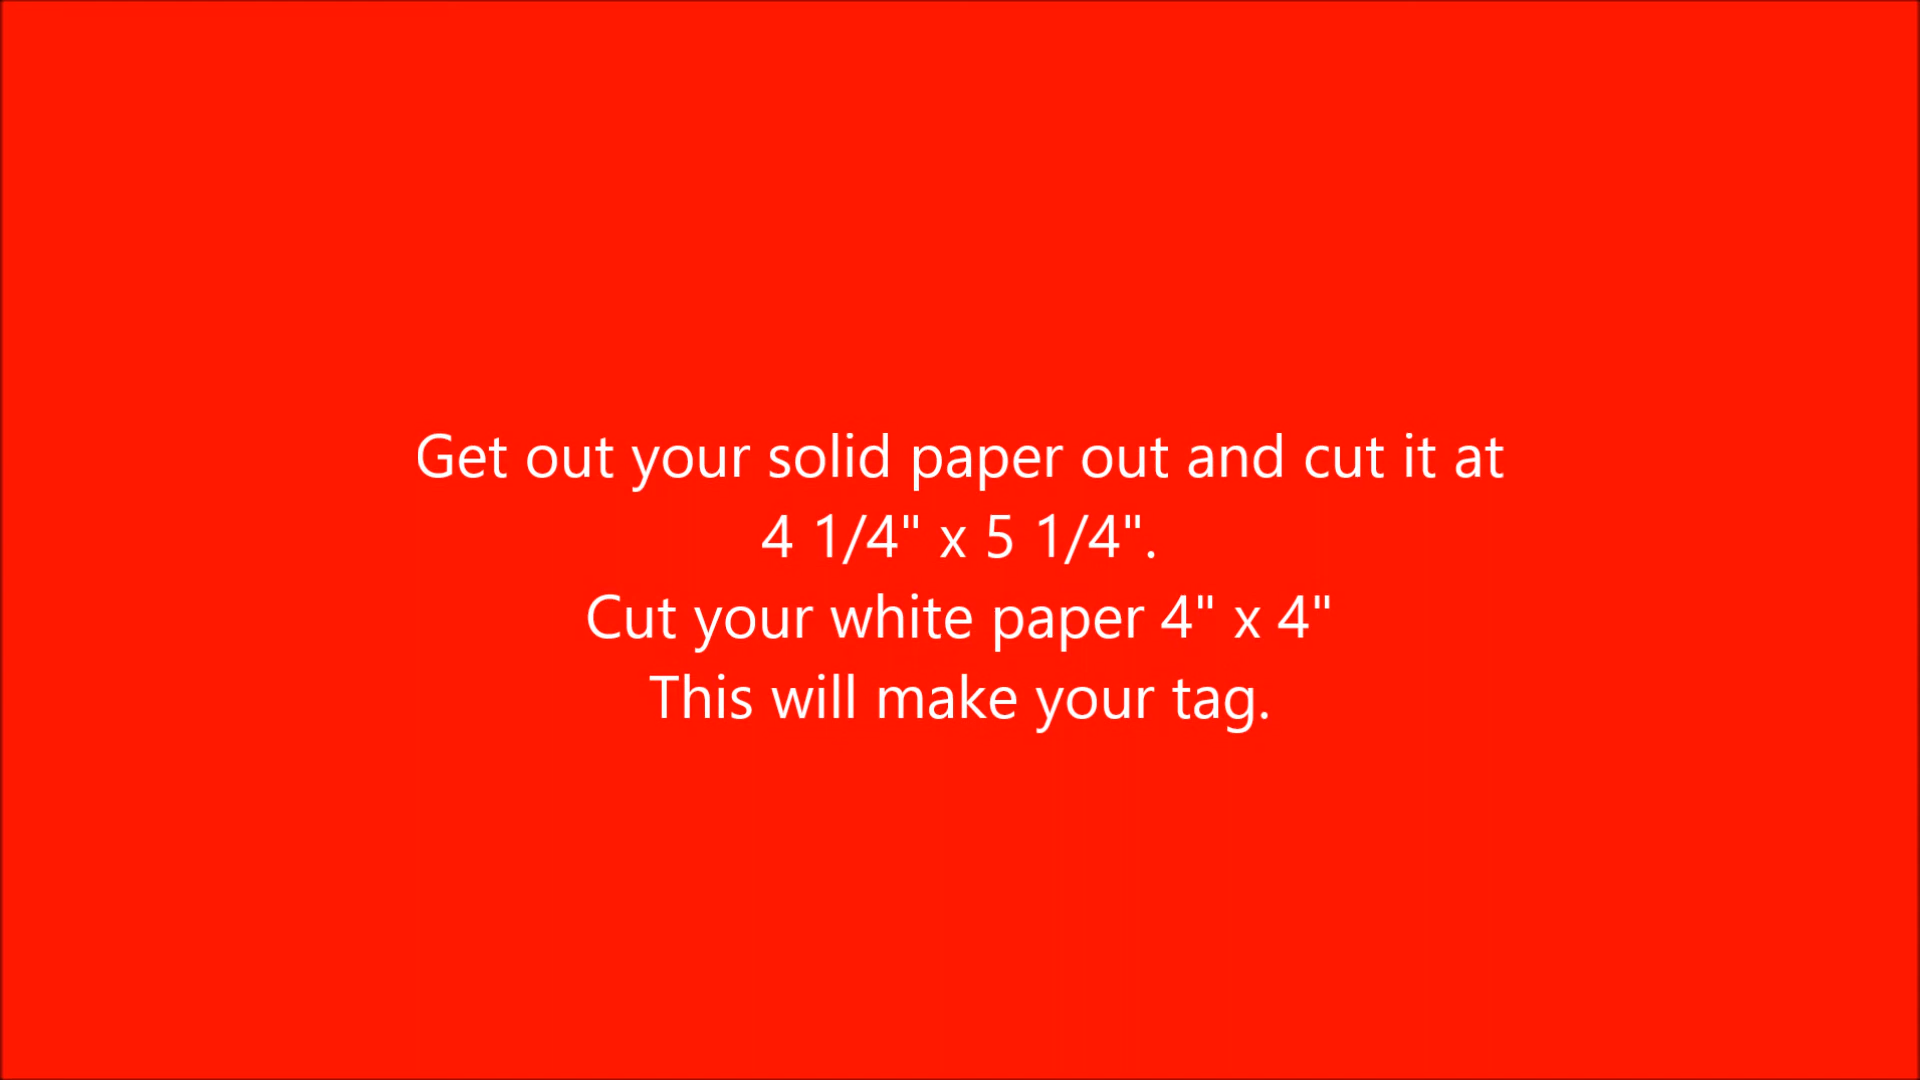 Get out your solid paper out and cut it at
4 1/4" x 5 1/4".
Cut your white paper 4" x 4"
This will make your tag.